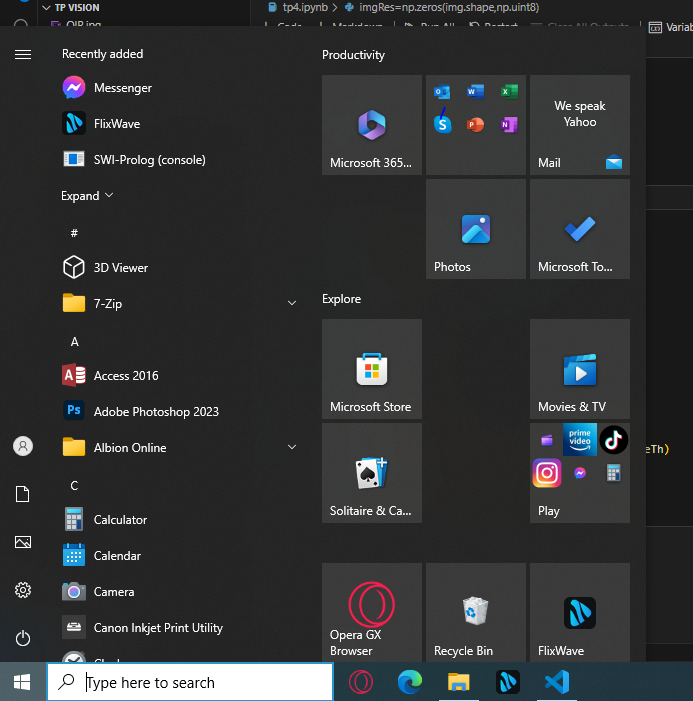 TP VISION
tp4.ipynb > imgRes=np.zeros(img.shape,np.uint8)
Recently added
Messenger
FlixWave
SWI-Prolog (console)
Expand
#
3D Viewer
7-Zip
A
Access 2016
Adobe Photoshop 2023
Albion Online
C
Calculator
Calendar
Camera
Canon Inkjet Print Utility
Productivity
Microsoft 365...
We speak
Yahoo
Mail
Photos
Microsoft To...
Explore
Microsoft Store
Movies & TV
Solitaire & Ca...
prime
video
Play
Opera GX
Browser
Recycle Bin
FlixWave
eTh)
Type here to search